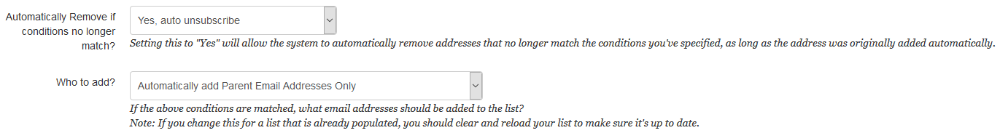 Automatically Remove if
conditions no longer
match?
Yes, auto unsubscribe
Setting this to "Yes" will allow the system to automatically remove addresses that no longer match the conditions you've specified, as long as the address was originally added automatically.
Who to add?
Automatically add Parent Email Addresses Only
If the above conditions are matched, what email addresses should be added to the list?
Note: If you change this for a list that is already populated, you should clear and reload your list to make sure it's up to date.